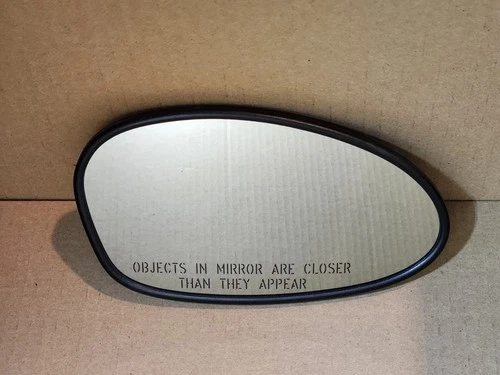 OBJECTS IN MIRROR ARE CLOSER
THAN THEY APPEAR